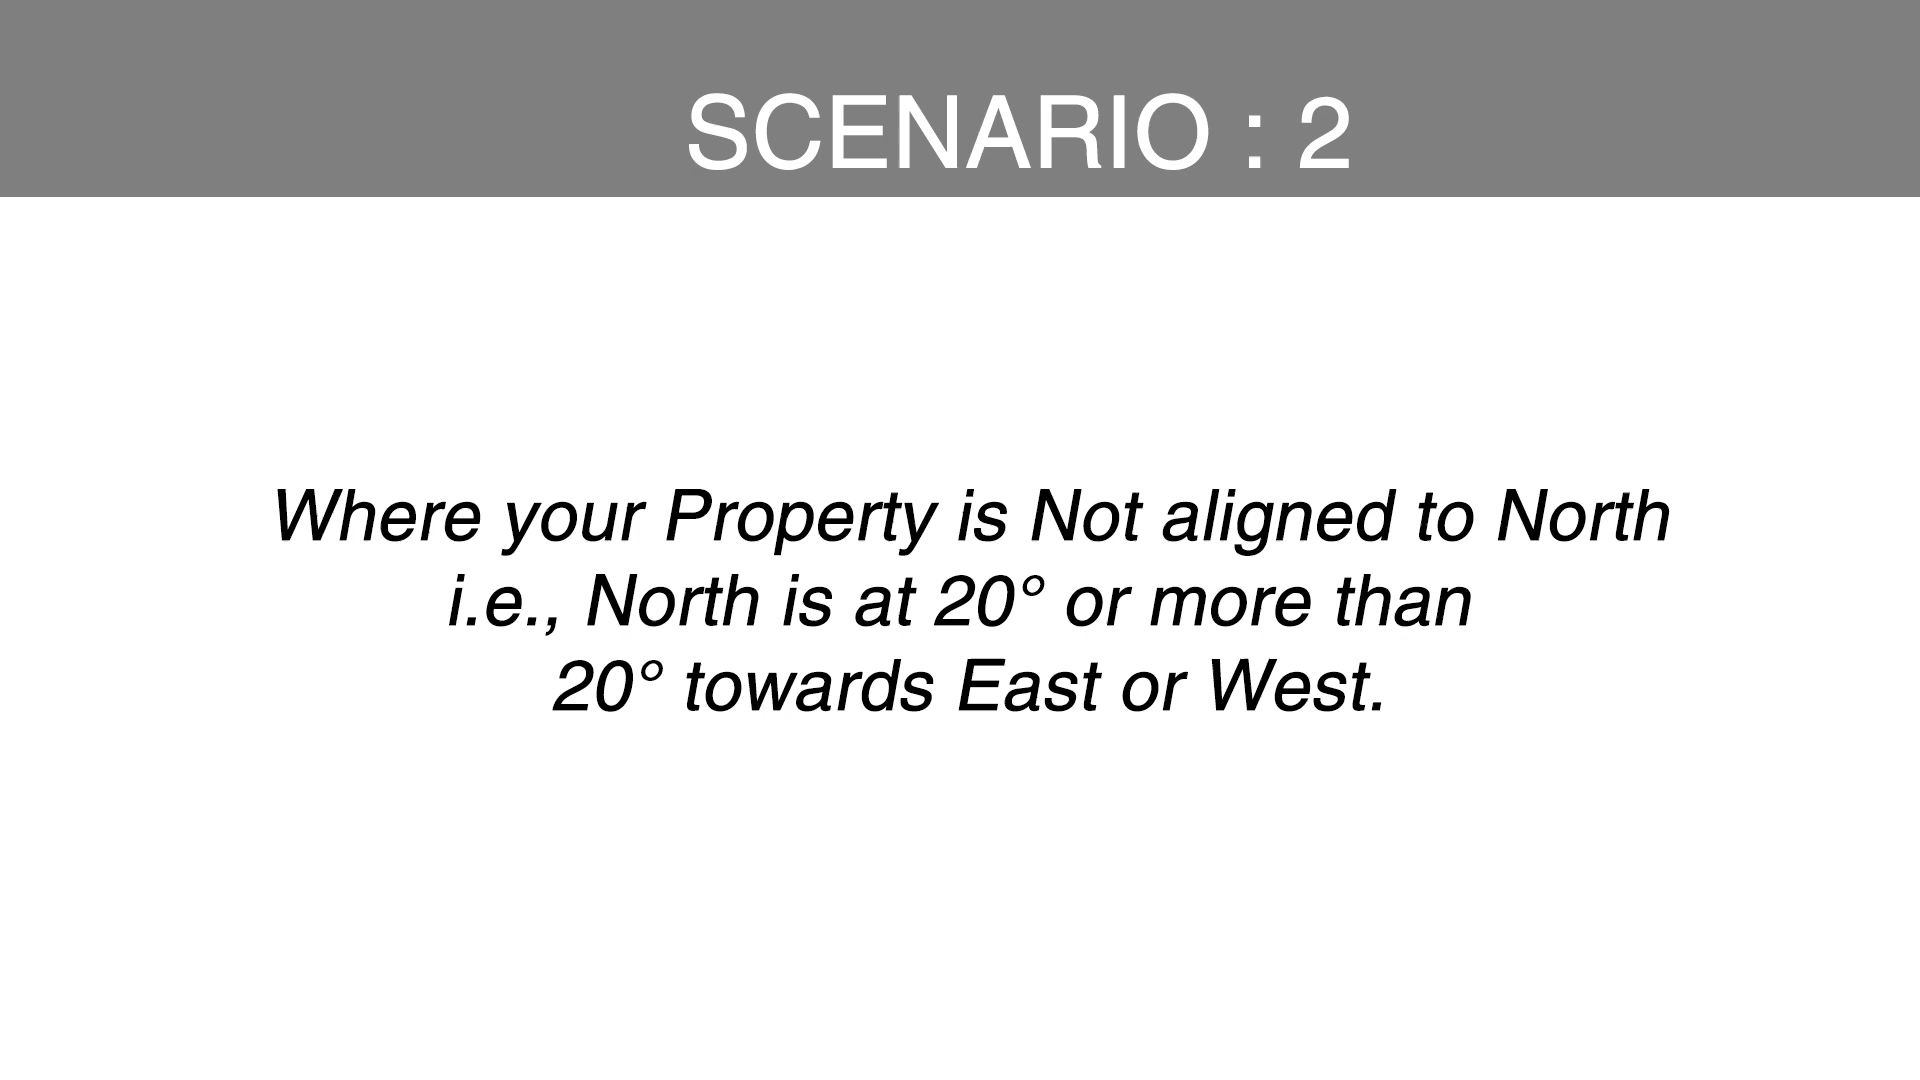 SCENARIO : 2
Where your Property is Not aligned to North
i.e., North is at 20° or more than
20° towards East or West.